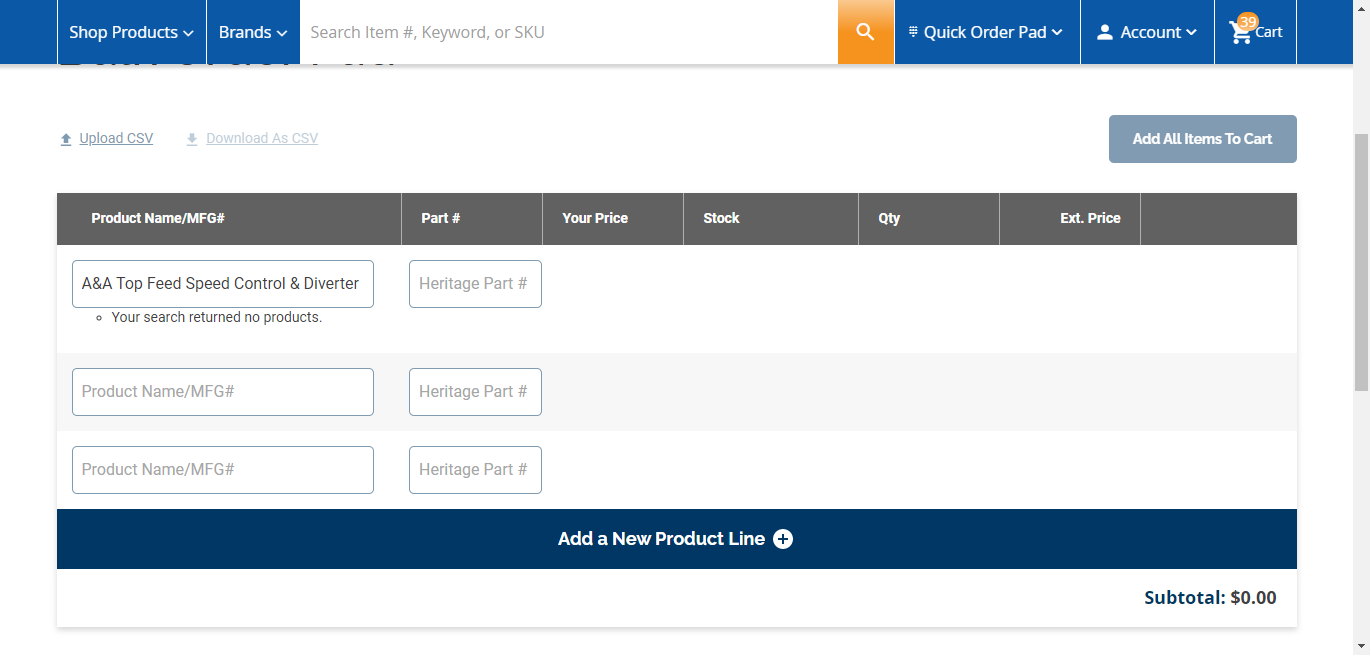 Shop Products
Brands
Search Item #, Keyword, or SKU
Quick Order Pad
Account
39
Cart
Upload CSV
Download As CSV
Add All Items To Cart
Product Name/MFG# Part # Your Price Stock Qty Ext. Price
A&A Top Feed Speed Control & Diverter Heritage Part #
Your search returned no products.
Product Name/MFG# Heritage Part #
Product Name/MFG# Heritage Part #
Add a New Product Line
Subtotal: $0.00